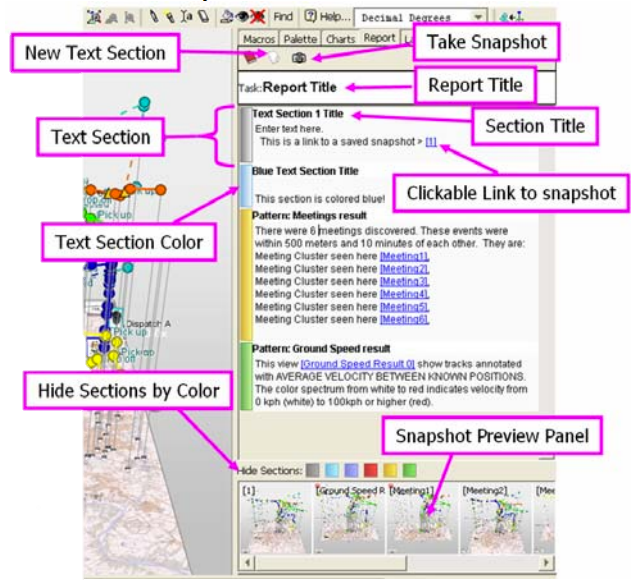 Find
Help...
Decimal Degrees
Macros
Palette
Charts
Report
New Text Section
Take Snapshot
Task: Report Title
Report Title
Text Section 1 Title
Section Title
Text Section
Enter text here.
This is a link to a saved snapshot > [1]
Blue Text Section Title
Clickable Link to snapshot
This section is colored blue!
Text Section Color
Pattern: Meetings result
There were 6 meetings discovered. These events were
within 500 meters and 10 minutes of each other. They are:
Meeting Cluster seen here [Meeting1],
Meeting Cluster seen here [Meeting2],
Meeting Cluster seen here [Meeting3],
Meeting Cluster seen here [Meeting4],
Meeting Cluster seen here [Meeting5],
Meeting Cluster seen here [Meeting6],
Pick up
Dispatch A
Pick up
Pick up
Pattern: Ground Speed result
This view [Ground Speed Result 0] show tracks annotated
with AVERAGE VELOCITY BETWEEN KNOWN POSITIONS.
The color spectrum from white to red indicates velocity from
0 kph (white) to 100kph or higher (red).
Hide Sections by Color
Snapshot Preview Panel
Hide Sections:
[1]
[Ground Speed R
[Meeting1]
[Meeting2]
[Mee